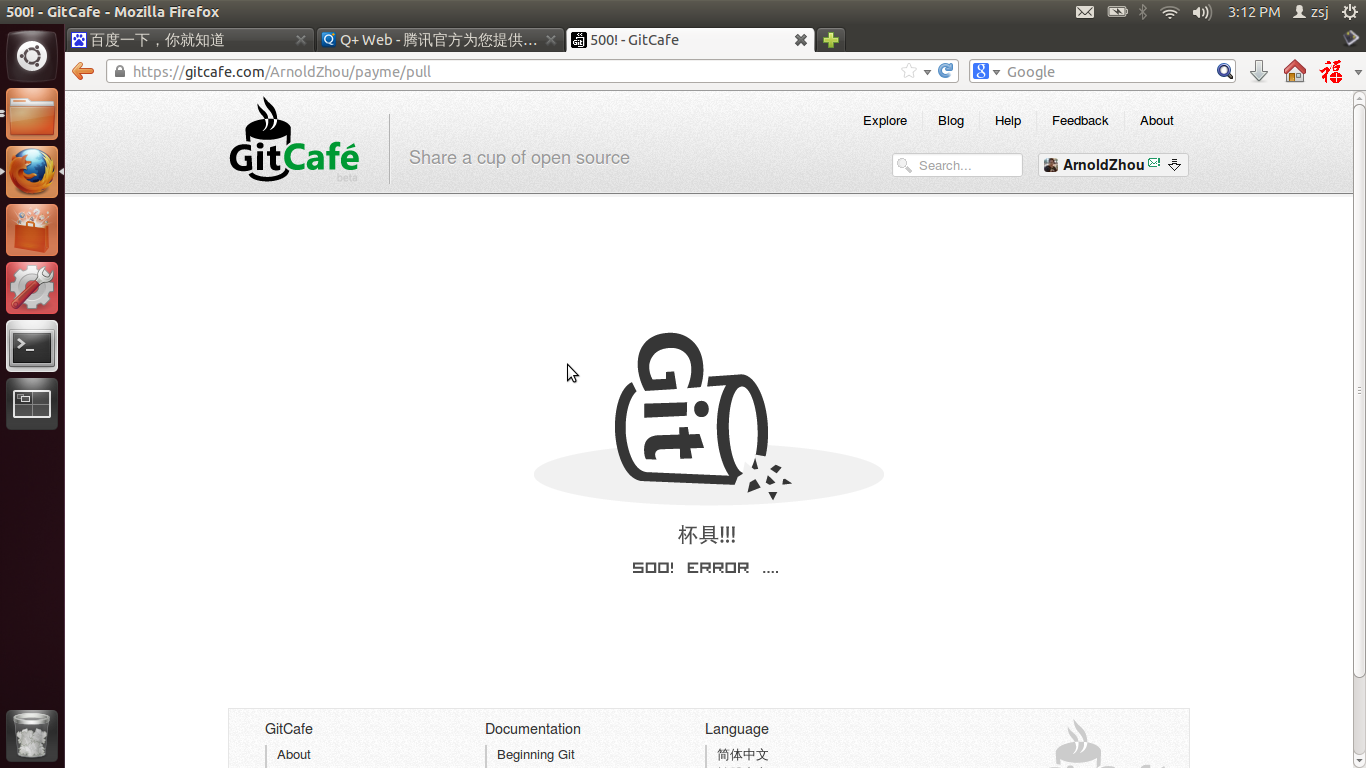 500! - GitCafe - Mozilla Firefox
3:12 PM zsj
百度一下，你就知道
Q+ Web - 腾讯官方为您提供...
500! - GitCafe
https://gitcafe.com/ArnoldZhou/payme/pull
Google
福
Explore Blog Help Feedback About
GitCafé
beta
Share a cup of open source
Search...
ArnoldZhou
Git
杯具!!!
500! ERROR ....
GitCafe Documentation Language
About Beginning Git 简体中文